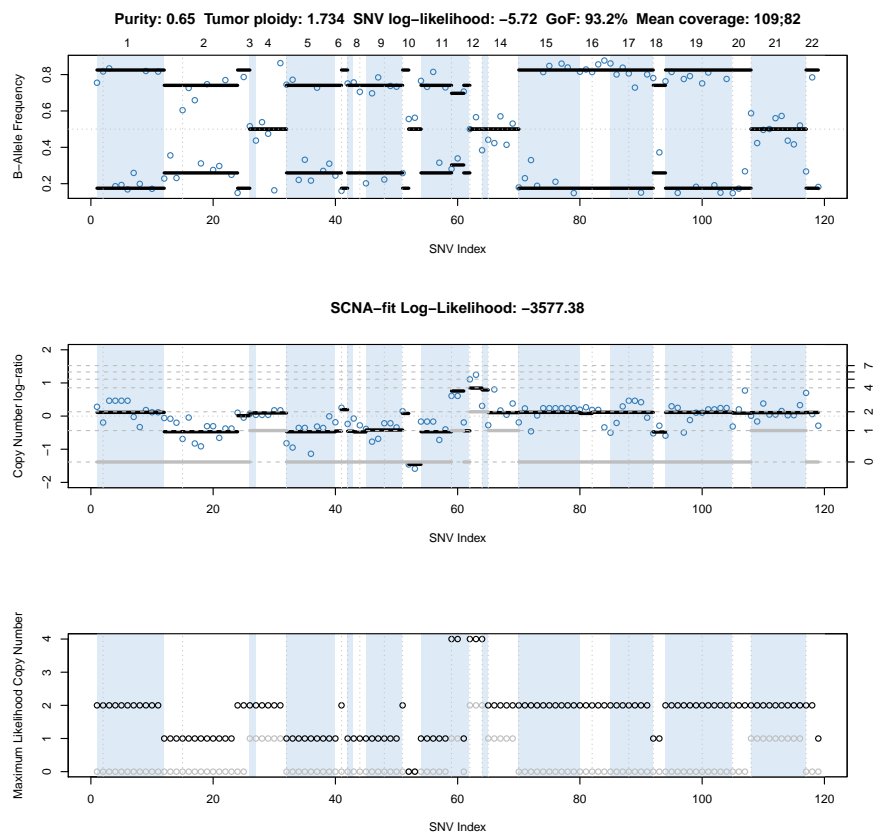 Purity: 0.65 Tumor ploidy: 1.734 SNV log−likelihood: −5.72 GoF: 93.2% Mean coverage: 109;82
1 2 3 4 5 6 8 9 10 11 12 14 15 16 17 18 19 20 21 22
B−Allele Frequency
0.8
0.6
0.4
0.2
0 20 40 60 80 100 120
SNV Index
SCNA−fit Log−Likelihood: −3577.38
Copy Number log−ratio
2
1
0
−1
−2
7
4
2
1
0
0 20 40 60 80 100 120
SNV Index
Maximum Likelihood Copy Number
4
3
2
1
0
0 20 40 60 80 100 120
SNV Index